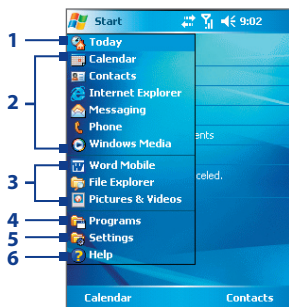 Start 9:02
1 Today
2 Calendar
Contacts
Internet Explorer
Messaging
Phone
Windows Media
3 Word Mobile
File Explorer
Pictures & Videos
4 Programs
5 Settings
6 Help
ents
celed.
Calendar Contacts